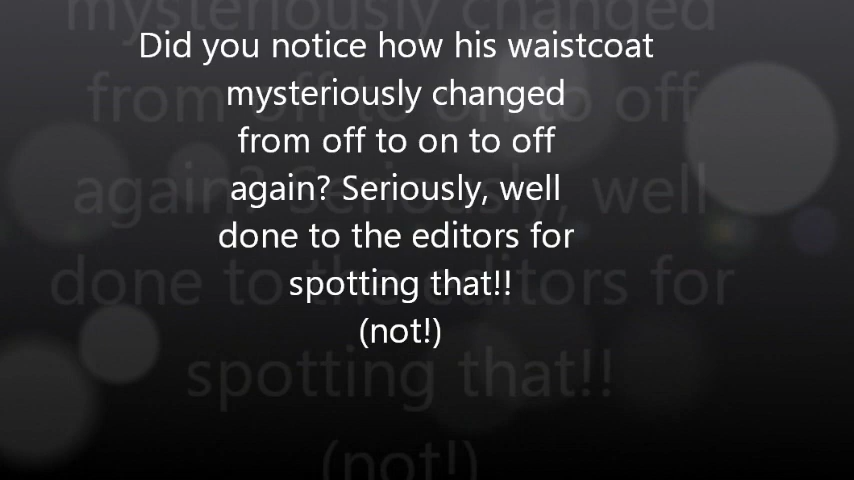 Did you notice how his waistcoat
mysteriously changed
from off to on to off
again? Seriously, well
done to the editors for
spotting that!!
(not!)